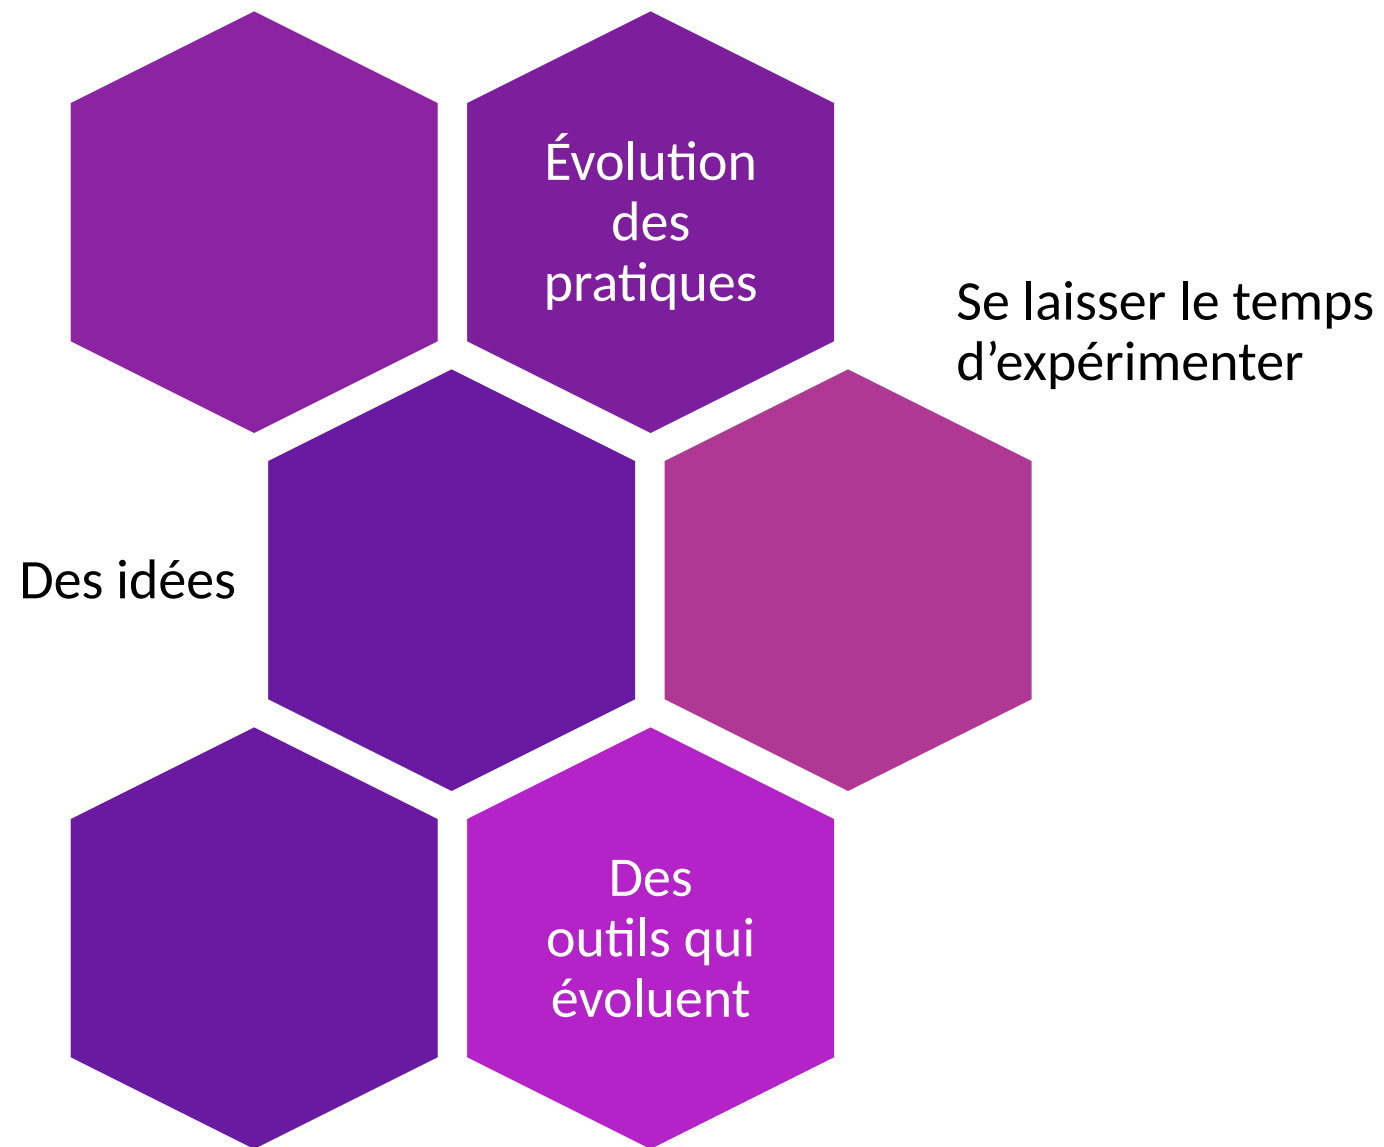 Évolution
des
pratiques
Se laisser le temps
d’expérimenter
Des idées
Des
outils qui
évoluent